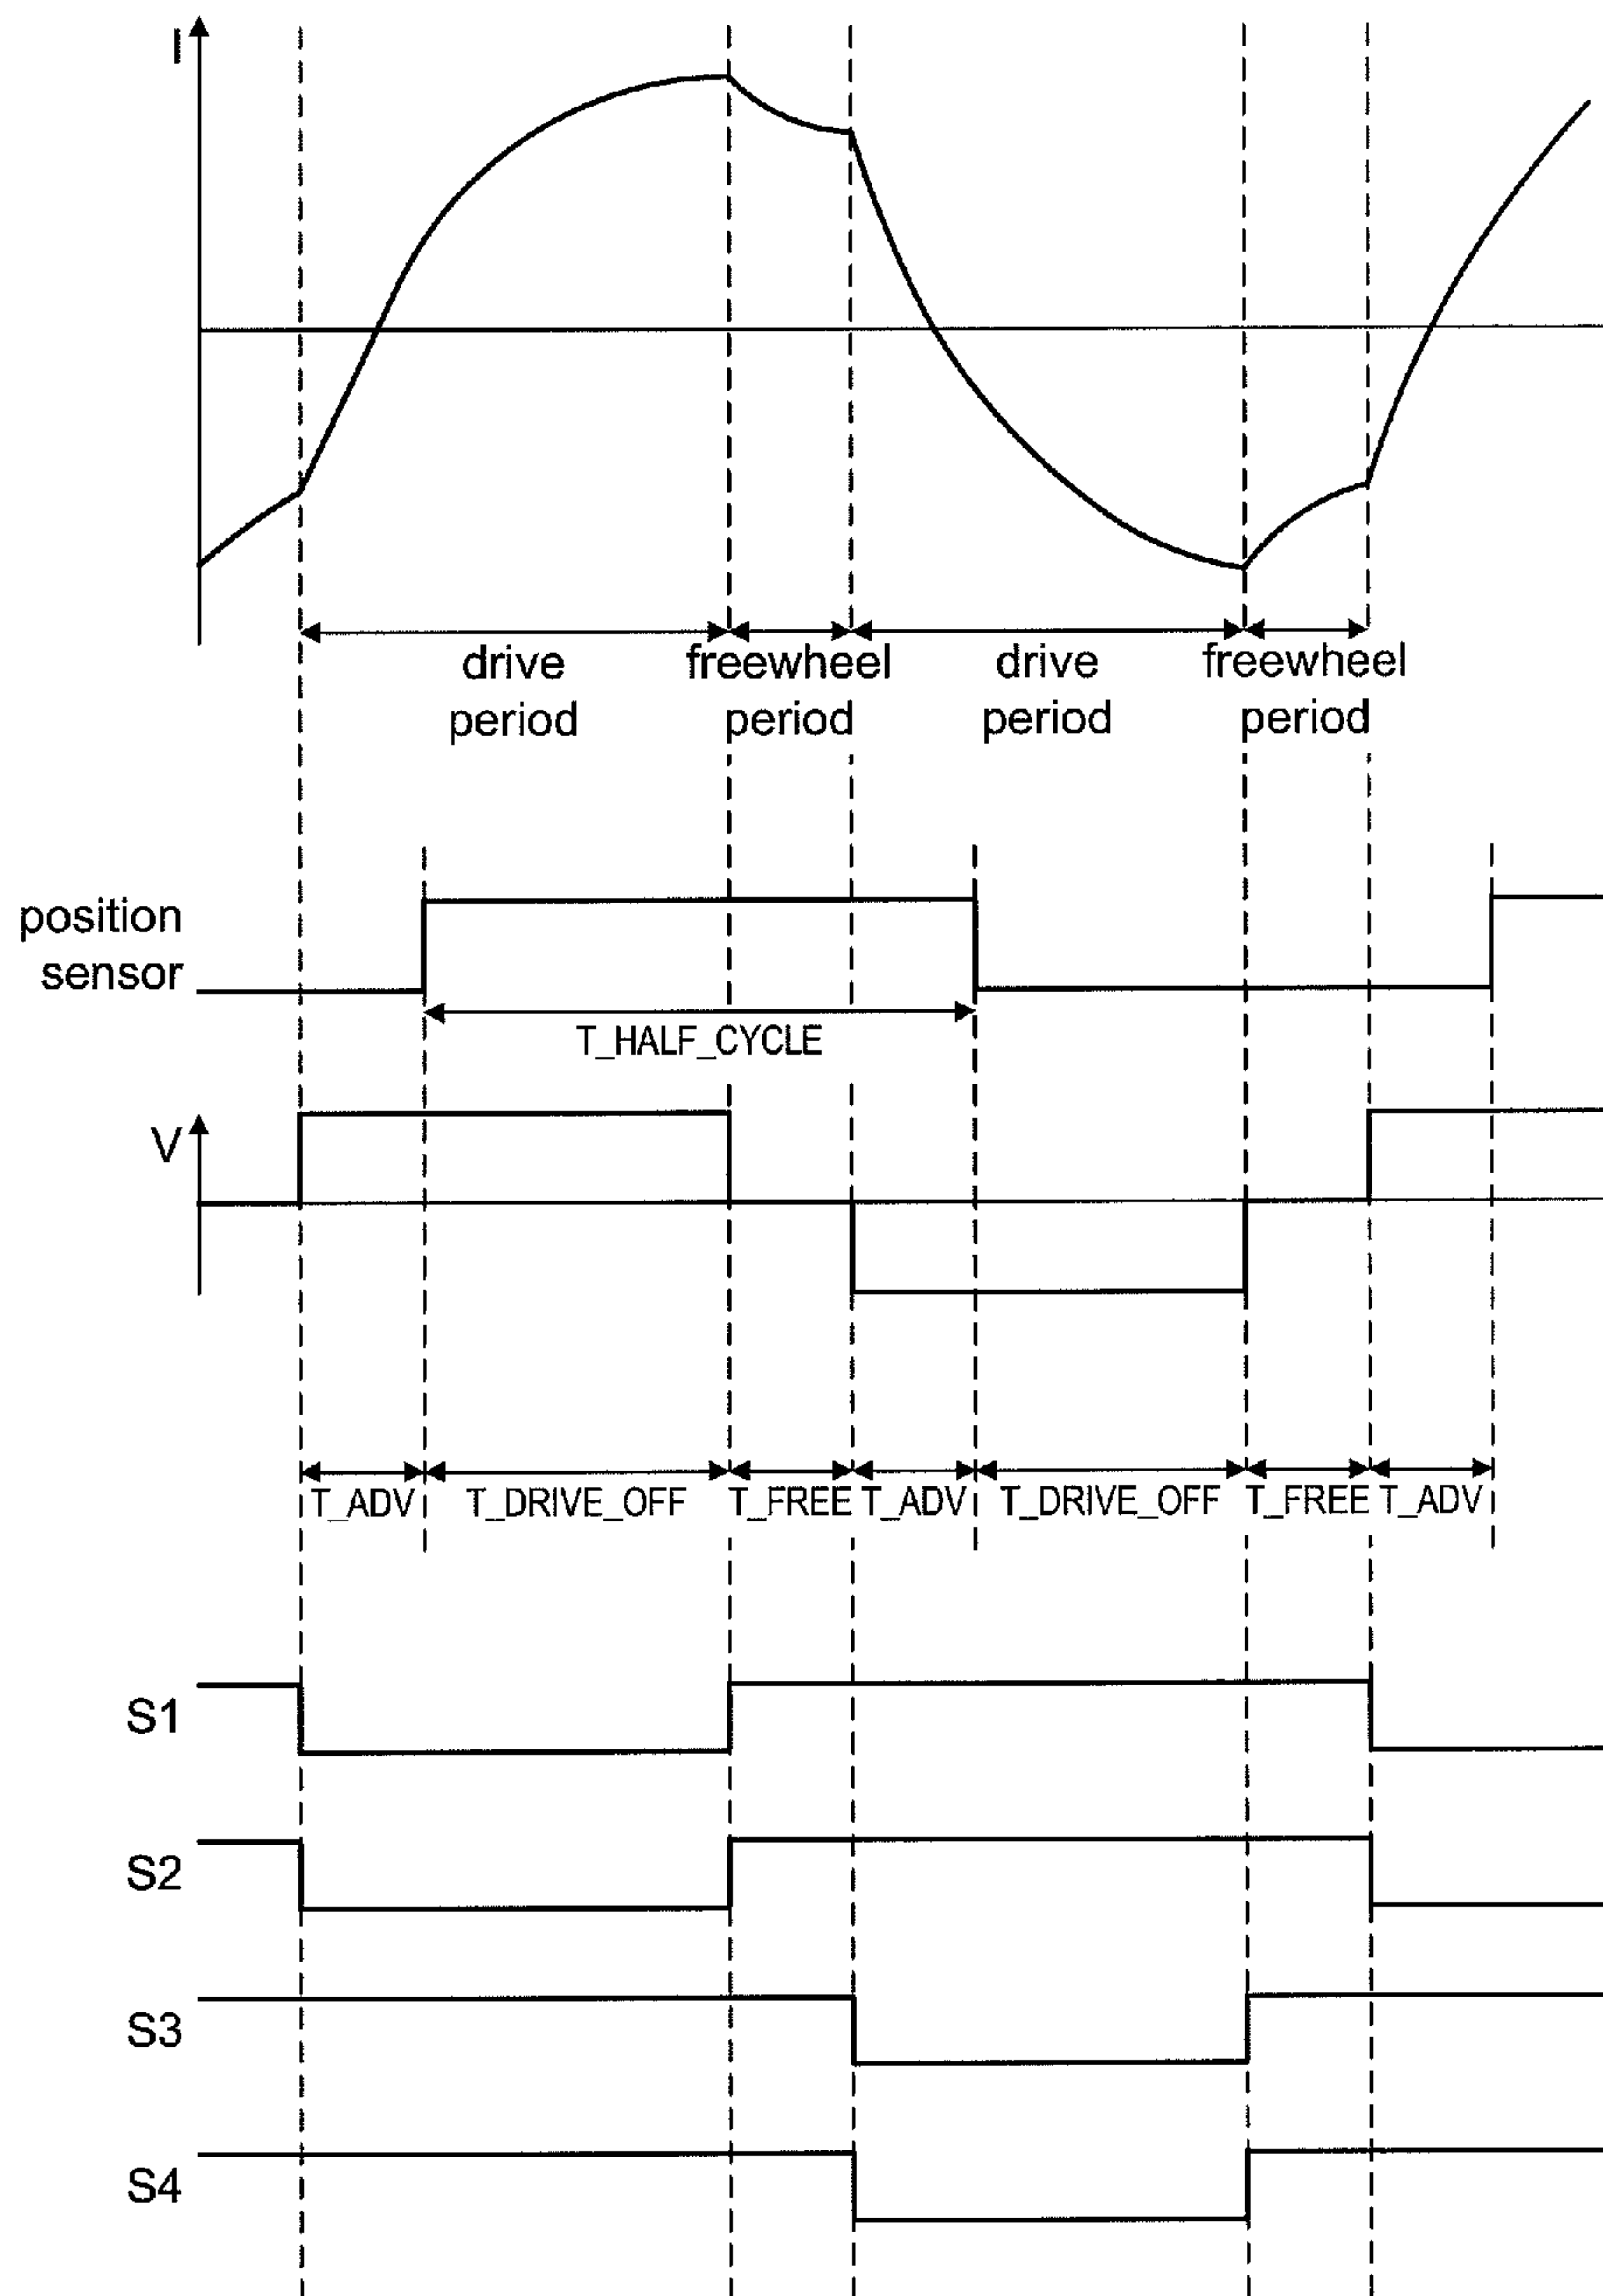 I
drive period
freewheel period
drive period
freewheel period
position sensor
T_HALF_CYCLE
V
T_ADV
T_DRIVE_OFF
T_FREE
T_ADV
T_DRIVE_OFF
T_FREE
T_ADV
S1
S2
S3
S4